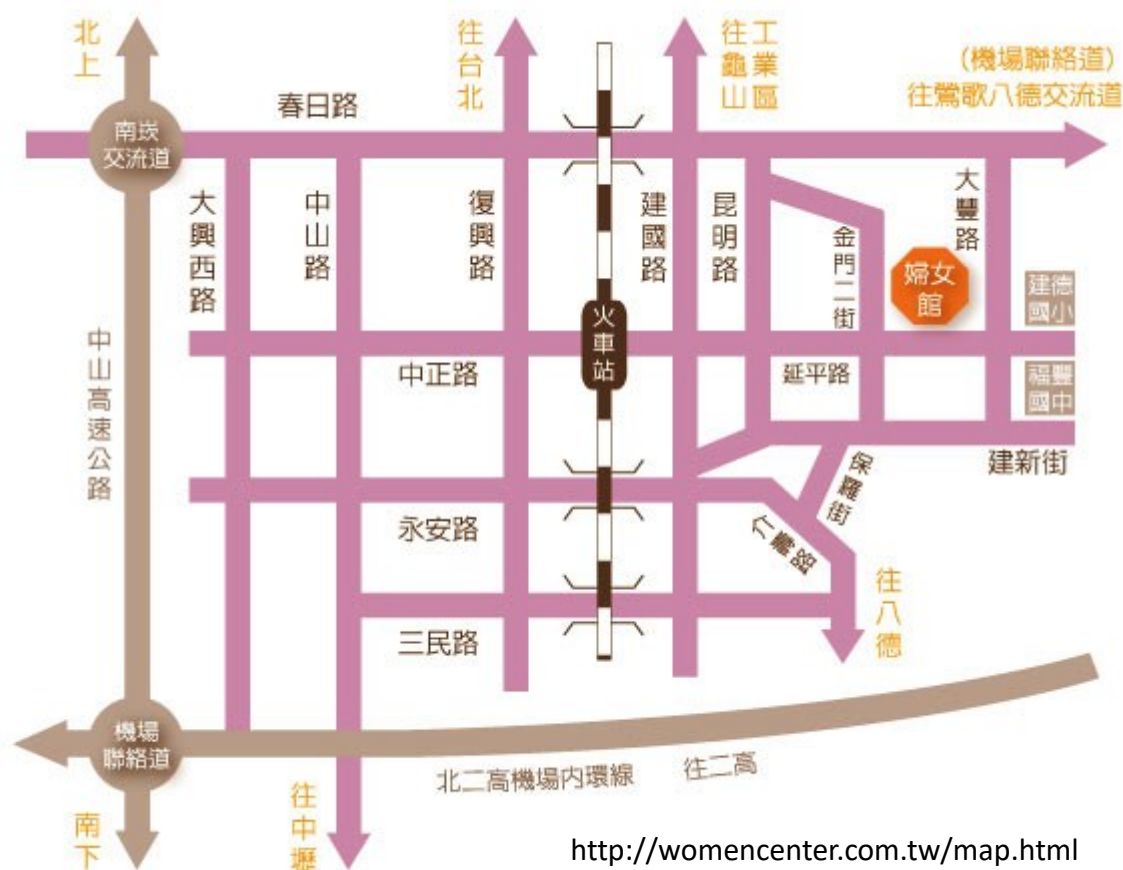 北上
往台北
往龜山
工業區
(機場聯絡道)
往鶯歌八德交流道
春日路
南崁
交流道
大興西路
中山路
復興路
建國路
昆明路
金門二街
大豐路
婦女
館
建德
國小
火車站
中山高速公路
中正路
延平路
福豐
國中
建新街
保羅街
永安路
介壽路
往八德
三民路
機場
聯絡道
北二高機場內環線
往二高
南下
往中壢
http://womencenter.com.tw/map.html